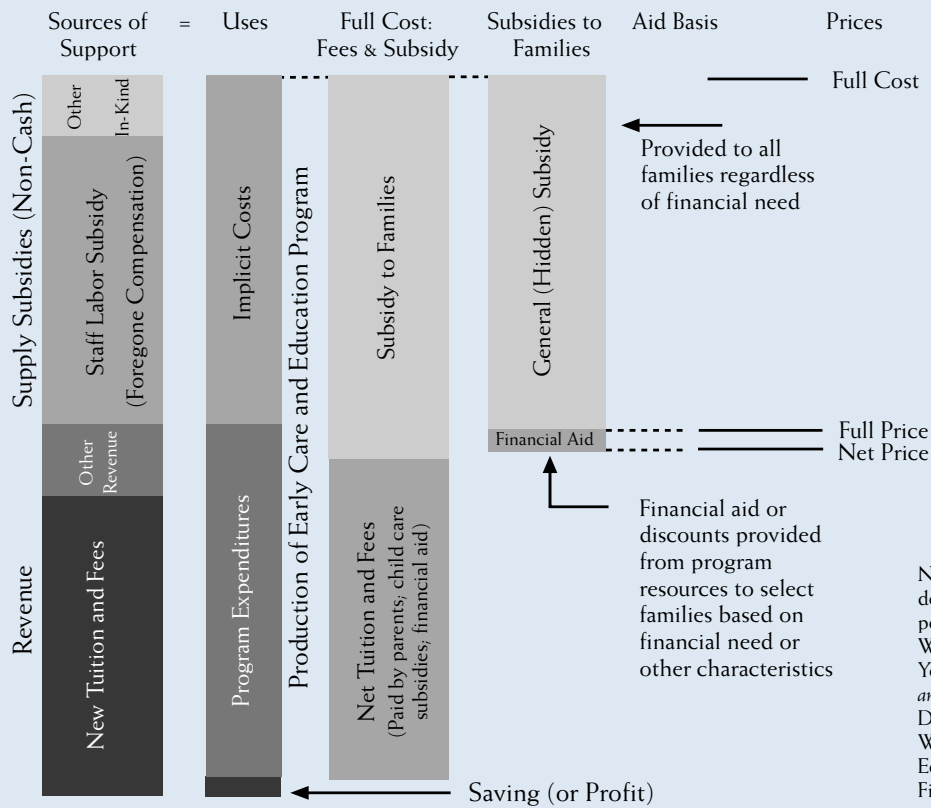 Sources of
Support
=
Uses
Full Cost:
Fees & Subsidy
Subsidies to
Families
Aid Basis
Prices
Supply Subsidies (Non-Cash)
Revenue
Other
In-Kind
Staff Labor Subsidy
(Foregone Compensation)
Other
Revenue
New Tuition and Fees
Implicit Costs
Program Expenditures
Production of Early Care and Education Program
Subsidy to Families
Net Tuition and Fees
(Paid by parents; child care
subsidies; financial aid)
General (Hidden) Subsidy
Financial Aid
Full Cost
Provided to all
families regardless
of financial need
Full Price
Net Price
Financial aid or
discounts provided
from program
resources to select
families based on
financial need or
other characteristics
Saving (or Profit)